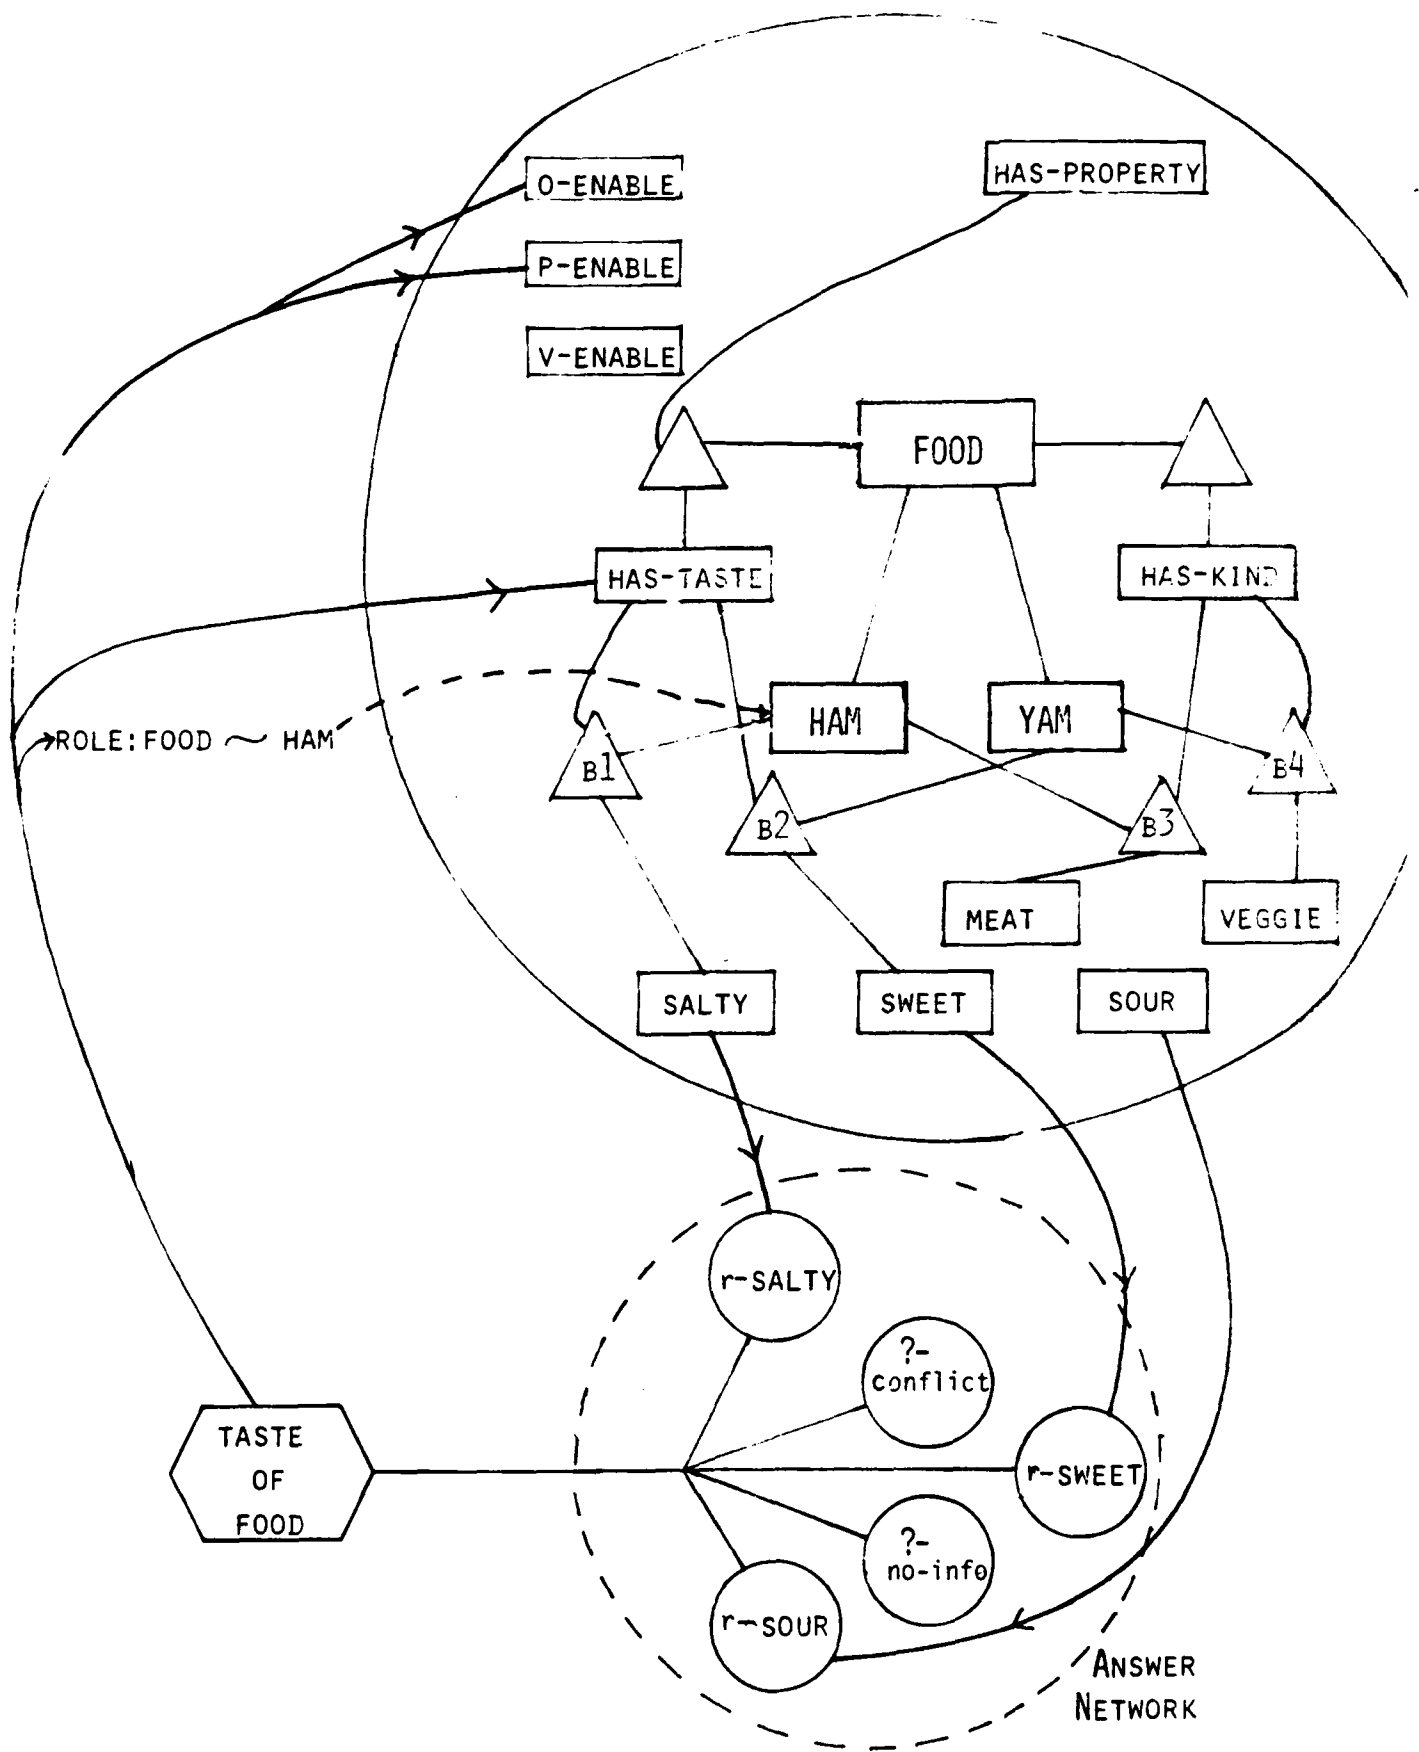 O-ENABLE
HAS-PROPERTY
P-ENABLE
V-ENABLE
FOOD
HAS-TASTE
HAS-KIND
HAM
YAM
ROLE: FOOD ~ HAM
B1
B4
B2
B3
MEAT
VEGGIE
SALTY
SWEET
SOUR
r-SALTY
?-
conflict
TASTE
OF
FOOD
r-SWEET
?-
no-info
r-SOUR
ANSWER
NETWORK